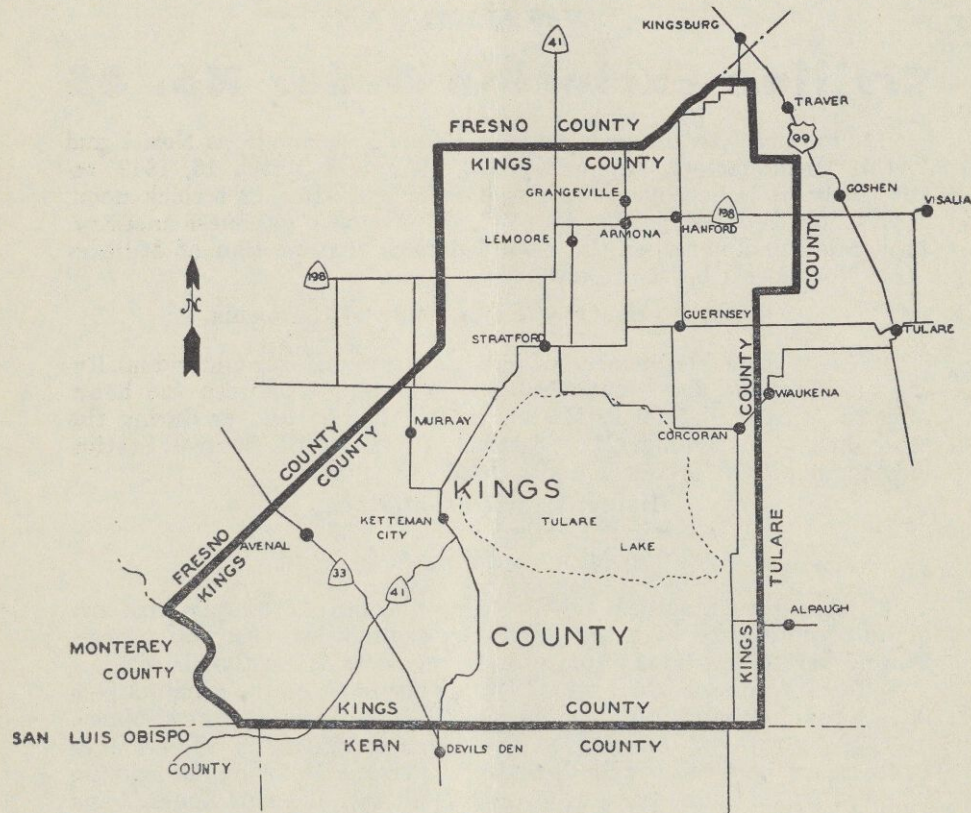 KINGSBURG
41
TRAVER
FRESNO COUNTY
99
KINGS COUNTY
GRANGEVILLE
GOSHEN
VISALIA
198
LEMOORE
ARMONA
HANFORD
COUNTY
198
N
GUERNSEY
STRATFORD
TULARE
COUNTY
WAUKENA
MURRAY
CORCORAN
COUNTY
COUNTY
KINGS
KETTEMAN
CITY
TULARE
LAKE
AVENAL
TULARE
FRESNO
KINGS
33
41
ALPAUGH
MONTEREY
COUNTY
COUNTY
KINGS
KINGS COUNTY
SAN LUIS OBISPO
KERN COUNTY
DEVILS DEN
COUNTY